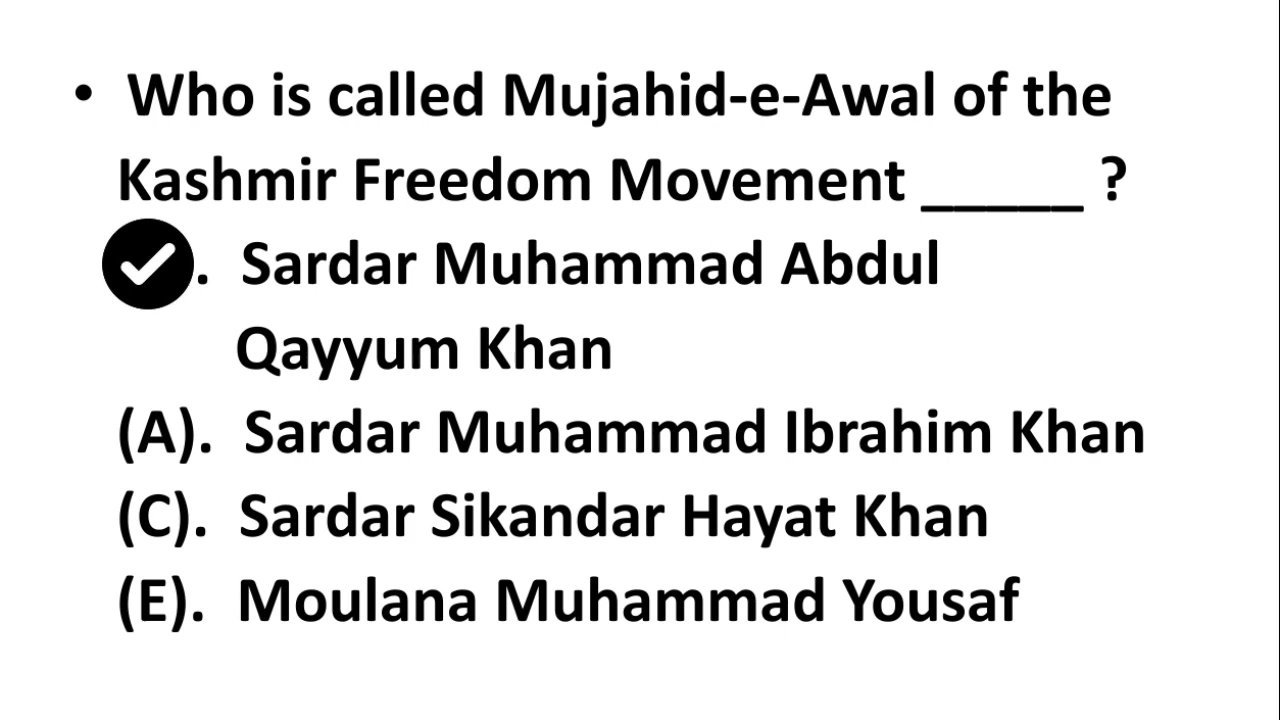 • Who is called Mujahid-e-Awal of the
Kashmir Freedom Movement _____ ?
. Sardar Muhammad Abdul
Qayyum Khan
(A). Sardar Muhammad Ibrahim Khan
(C). Sardar Sikandar Hayat Khan
(E). Moulana Muhammad Yousaf